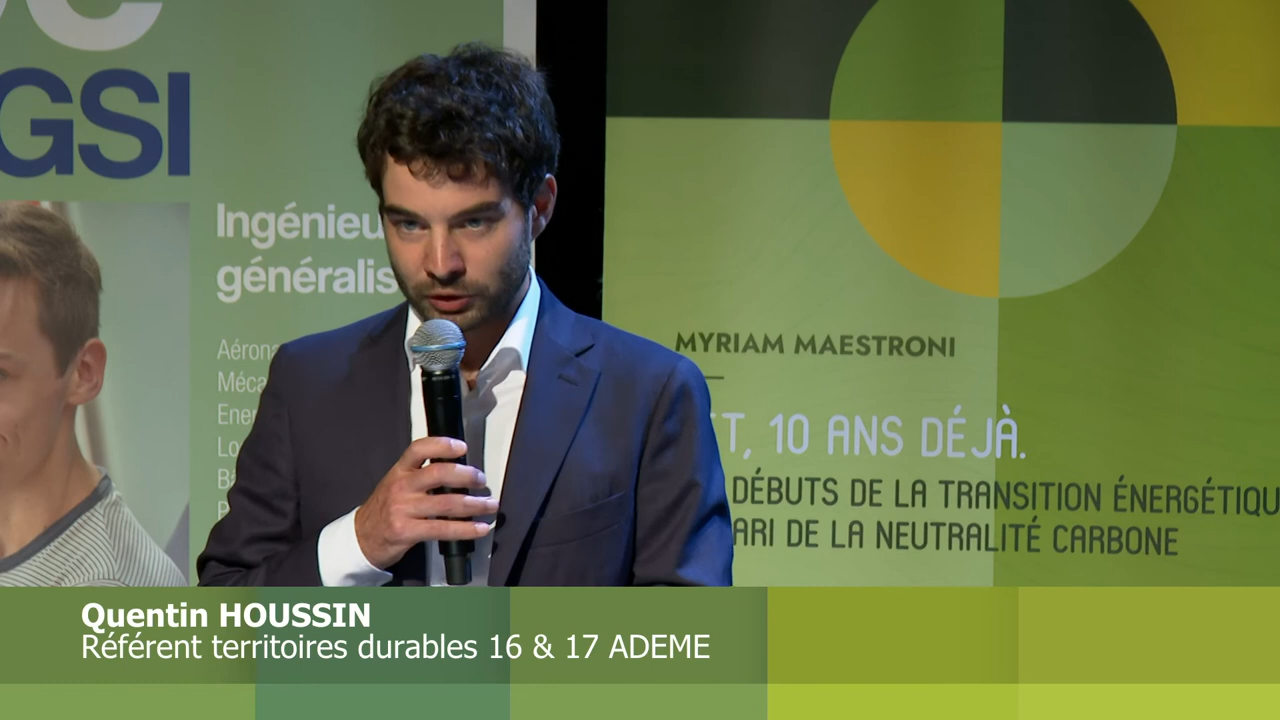 GSI
Ingénieu
généralis
Aérona
Méca
Ener
Lo
MYRIAM MAESTRONI
T, 10 ANS DÉJÀ.
DÉBUTS DE LA TRANSITION ÉNERGÉTIQU
ARI DE LA NEUTRALITÉ CARBONE
Quentin HOUSSIN
Référent territoires durables 16 & 17 ADEME